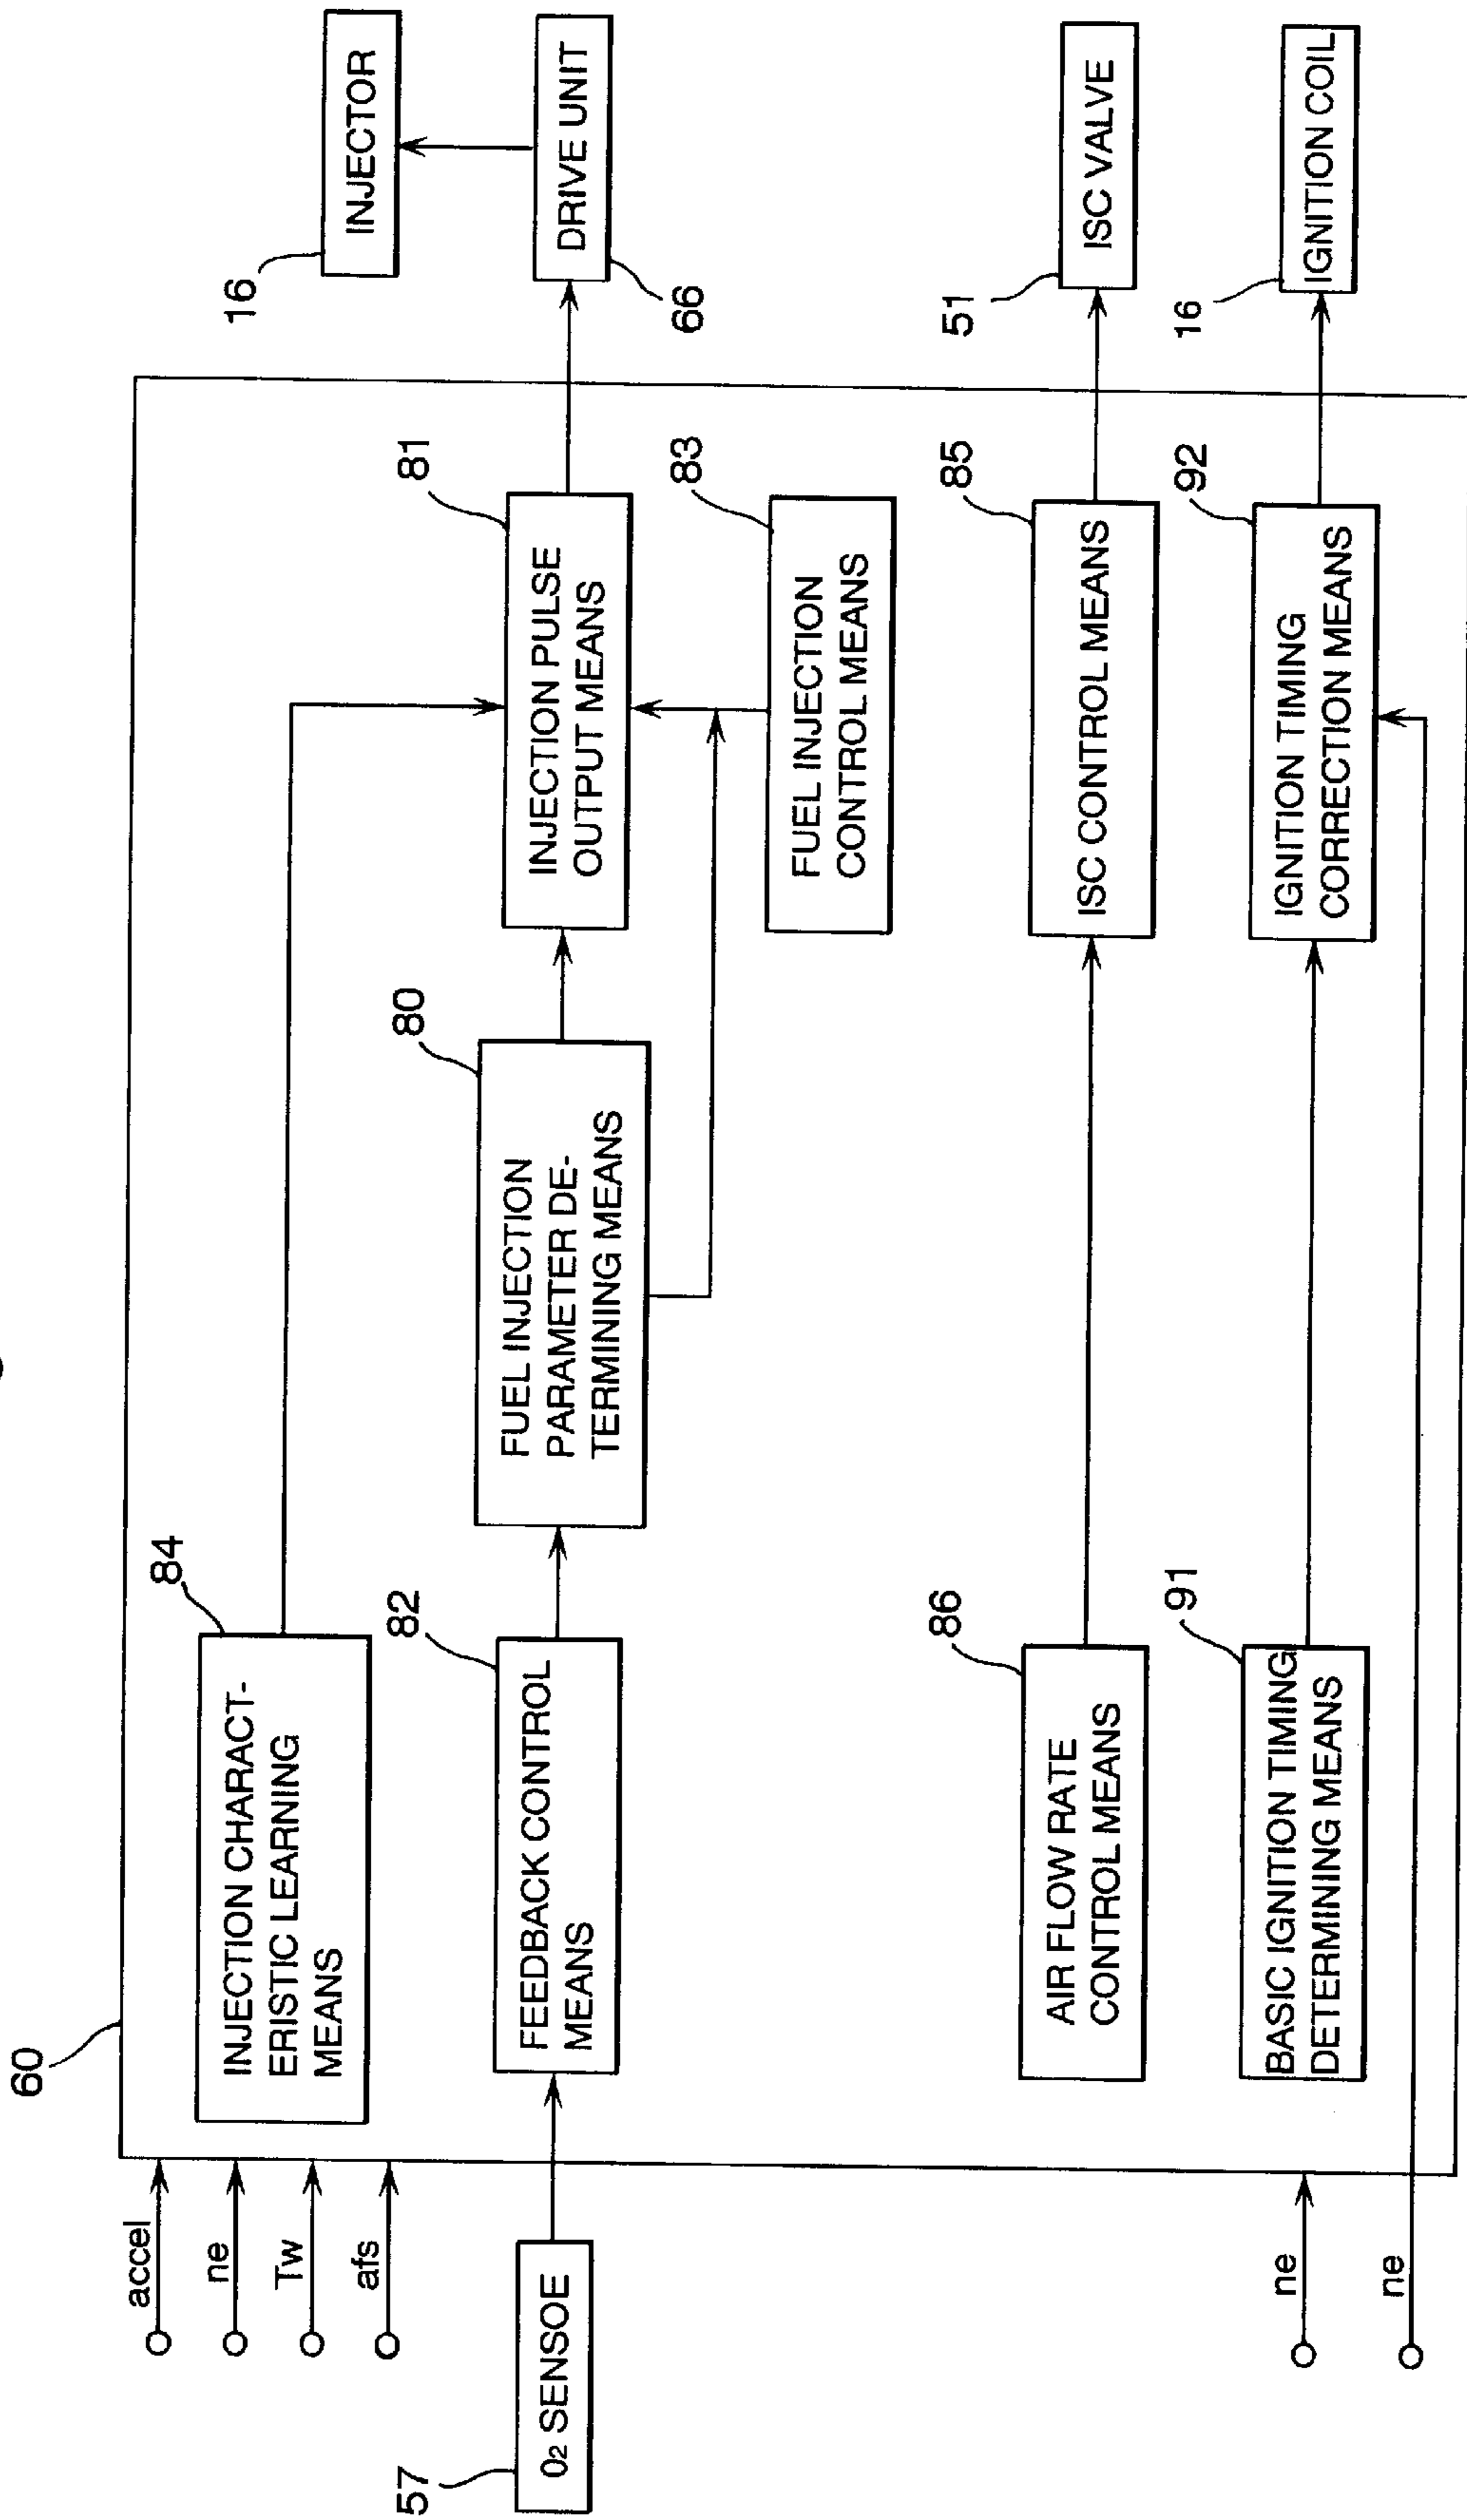 60
accel
ne
Tw
afs
84
INJECTION CHARACT-
ERISTIC LEARNING
MEANS
16
INJECTOR
57
O2 SENSOE
82
FEEDBACK CONTROL
MEANS
80
FUEL INJECTION
PARAMETER DE-
TERMINING MEANS
81
INJECTION PULSE
OUTPUT MEANS
DRIVE UNIT
66
83
FUEL INJECTION
CONTROL MEANS
86
AIR FLOW RATE
CONTROL MEANS
85
ISC CONTROL MEANS
51
ISC VALVE
ne
91
BASIC IGNITION TIMING
DETERMINING MEANS
92
IGNITION TIMING
CORRECTION MEANS
16
IGNITION COIL
ne